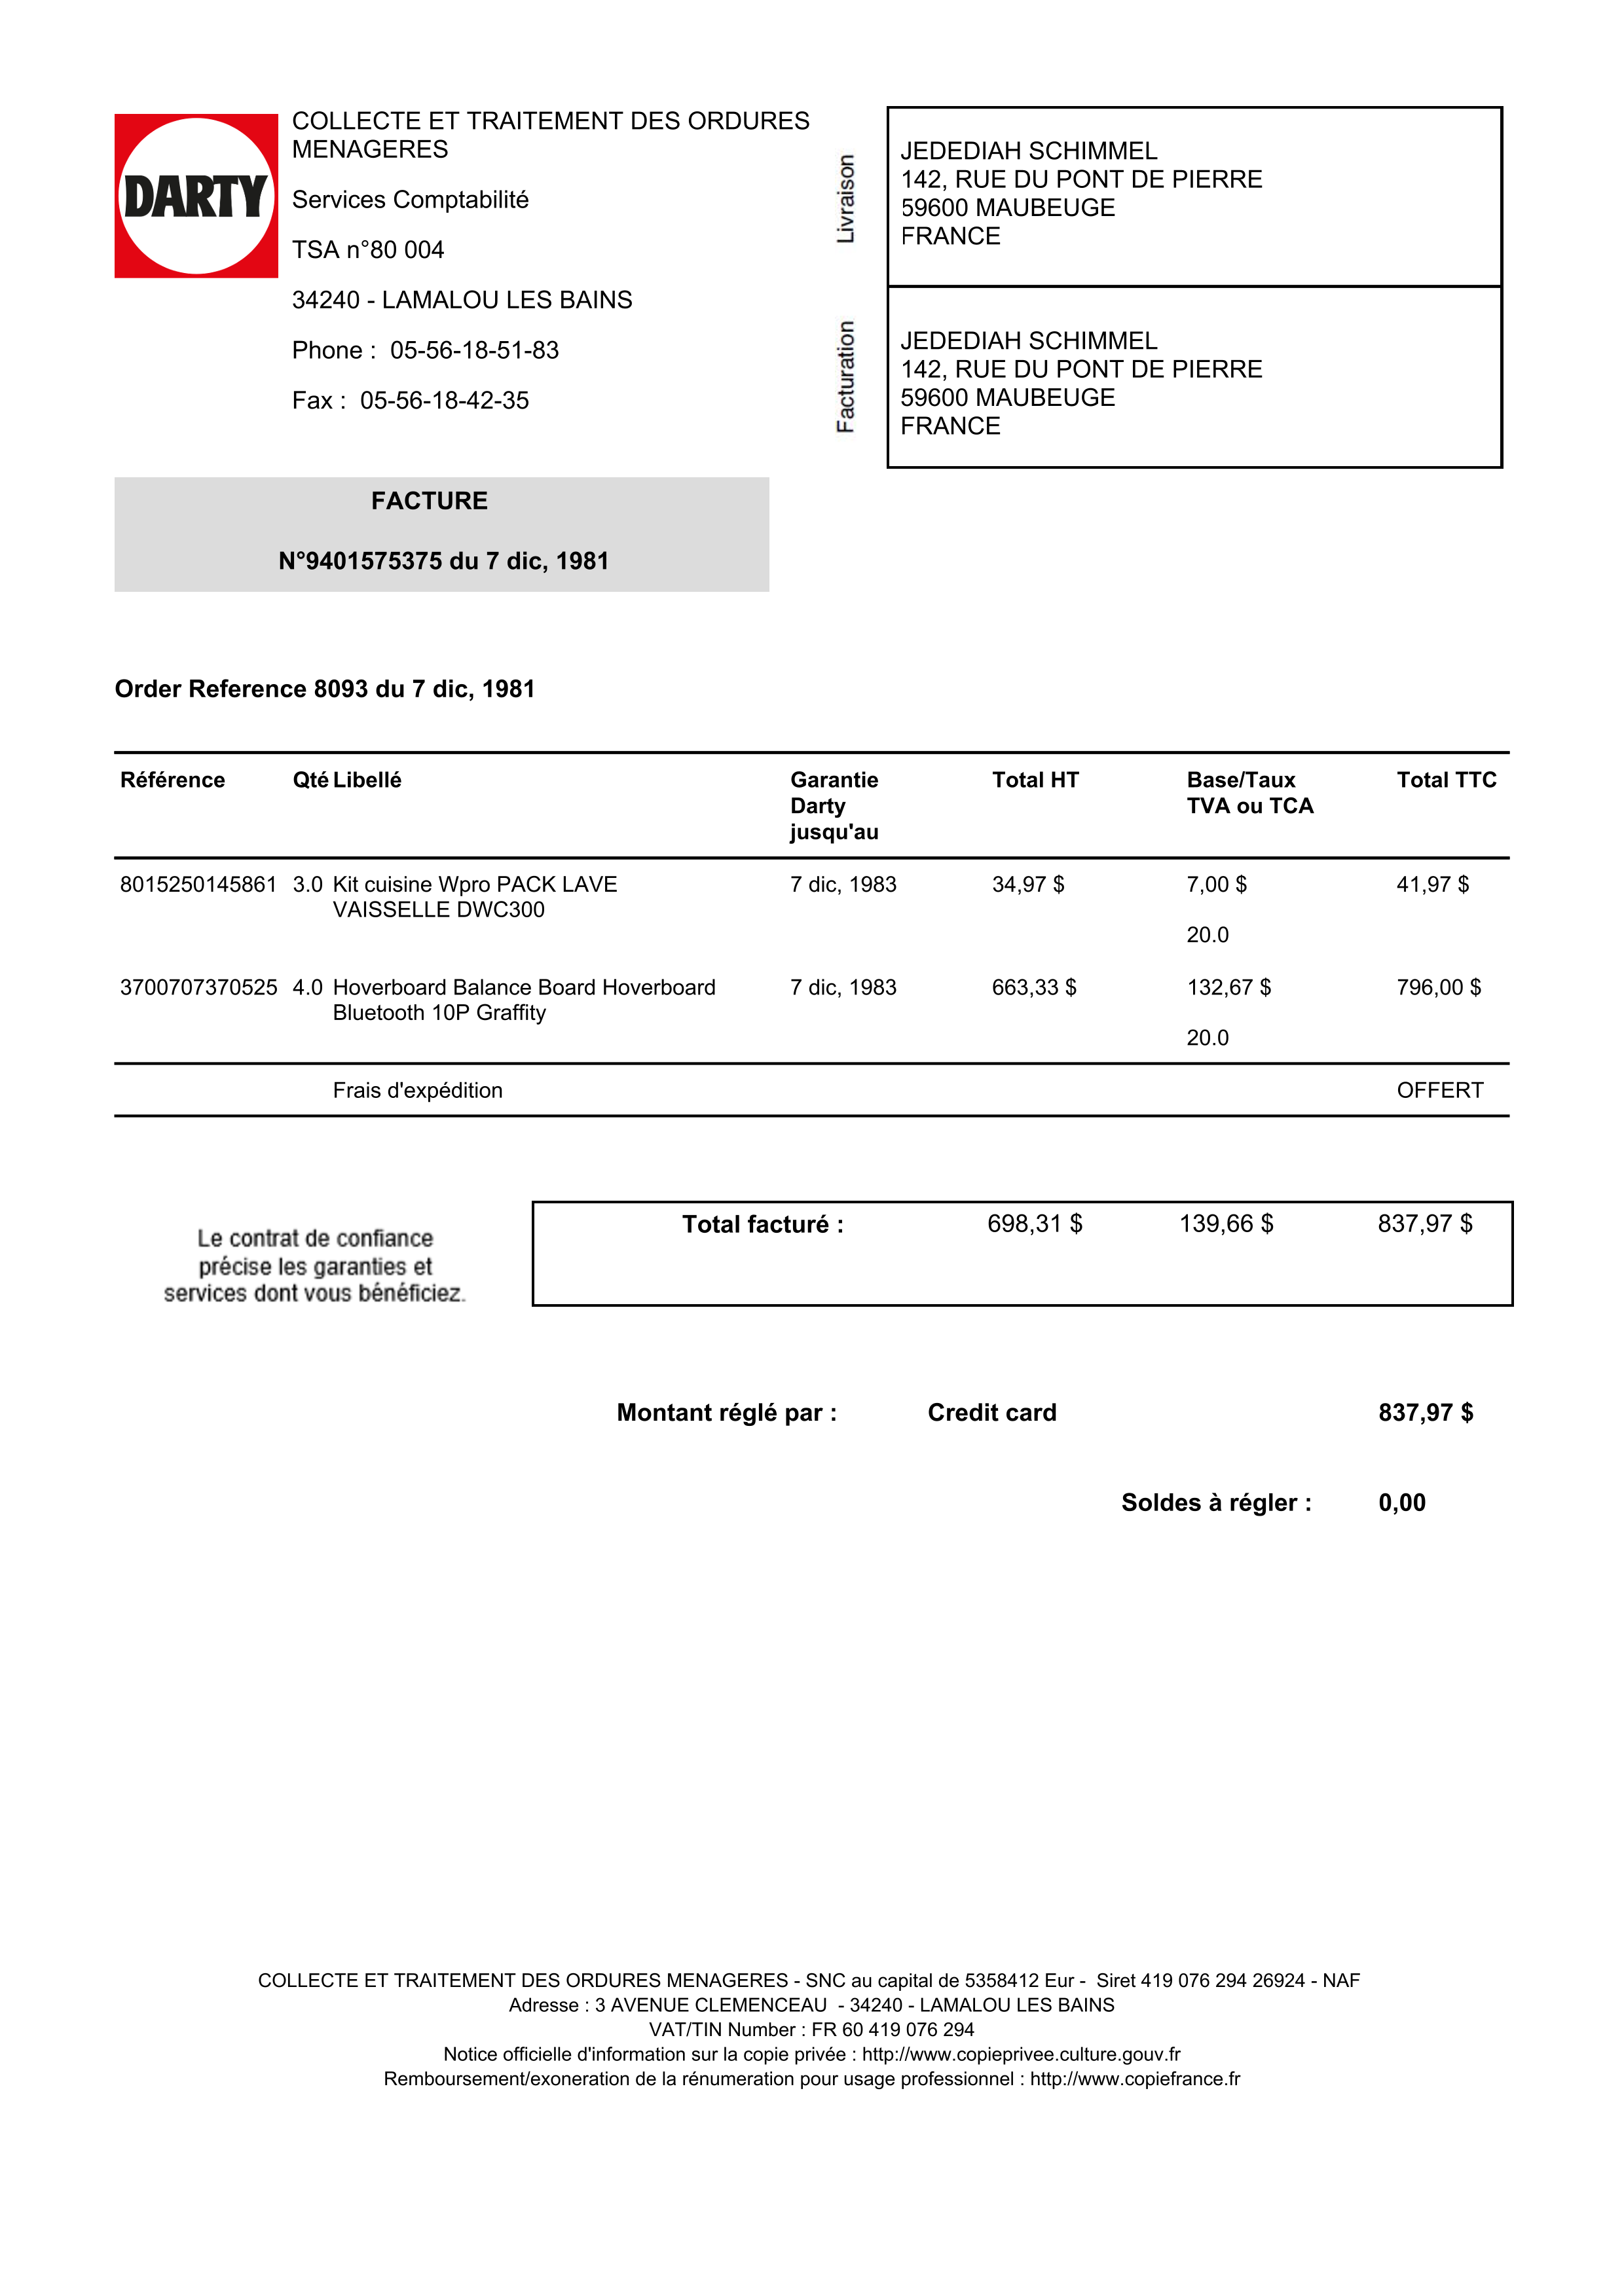 DARTY
COLLECTE ET TRAITEMENT DES ORDURES
MENAGERES
Services Comptabilité
TSA n°80 004
34240 - LAMALOU LES BAINS
Phone : 05-56-18-51-83
Fax : 05-56-18-42-35
Livraison
JEDEDIAH SCHIMMEL
142, RUE DU PONT DE PIERRE
59600 MAUBEUGE
FRANCE
Facturation
JEDEDIAH SCHIMMEL
142, RUE DU PONT DE PIERRE
59600 MAUBEUGE
FRANCE
FACTURE
N°9401575375 du 7 dic, 1981
Order Reference 8093 du 7 dic, 1981
Référence Qté Libellé Garantie Total HT Base/Taux Total TTC
Darty TVA ou TCA
jusqu'au
8015250145861 3.0 Kit cuisine Wpro PACK LAVE 7 dic, 1983 34,97 $ 7,00 $ 41,97 $
VAISSELLE DWC300
20.0
3700707370525 4.0 Hoverboard Balance Board Hoverboard 7 dic, 1983 663,33 $ 132,67 $ 796,00 $
Bluetooth 10P Graffity
20.0
Frais d'expédition OFFERT
Le contrat de confiance
précise les garanties et
services dont vous bénéficiez.
Total facturé : 698,31 $ 139,66 $ 837,97 $
Montant réglé par : Credit card 837,97 $
Soldes à régler : 0,00
COLLECTE ET TRAITEMENT DES ORDURES MENAGERES - SNC au capital de 5358412 Eur - Siret 419 076 294 26924 - NAF
Adresse : 3 AVENUE CLEMENCEAU - 34240 - LAMALOU LES BAINS
VAT/TIN Number : FR 60 419 076 294
Notice officielle d'information sur la copie privée : http://www.copieprivee.culture.gouv.fr
Remboursement/exoneration de la rénumeration pour usage professionnel : http://www.copiefrance.fr